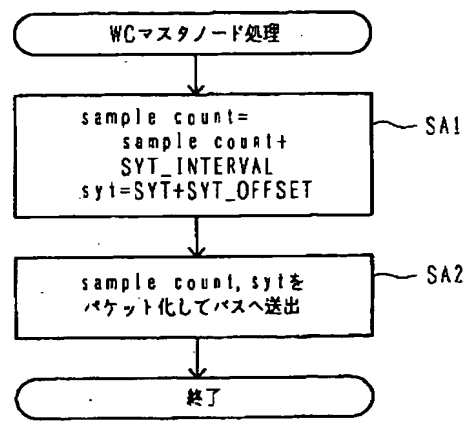 WCマスタノード処理
sample count=
sample count+
SYT_INTERVAL
syt=SYT+SYT_OFFSET
SA1
sample count, sytを
パケット化してバスへ送出
SA2
終了